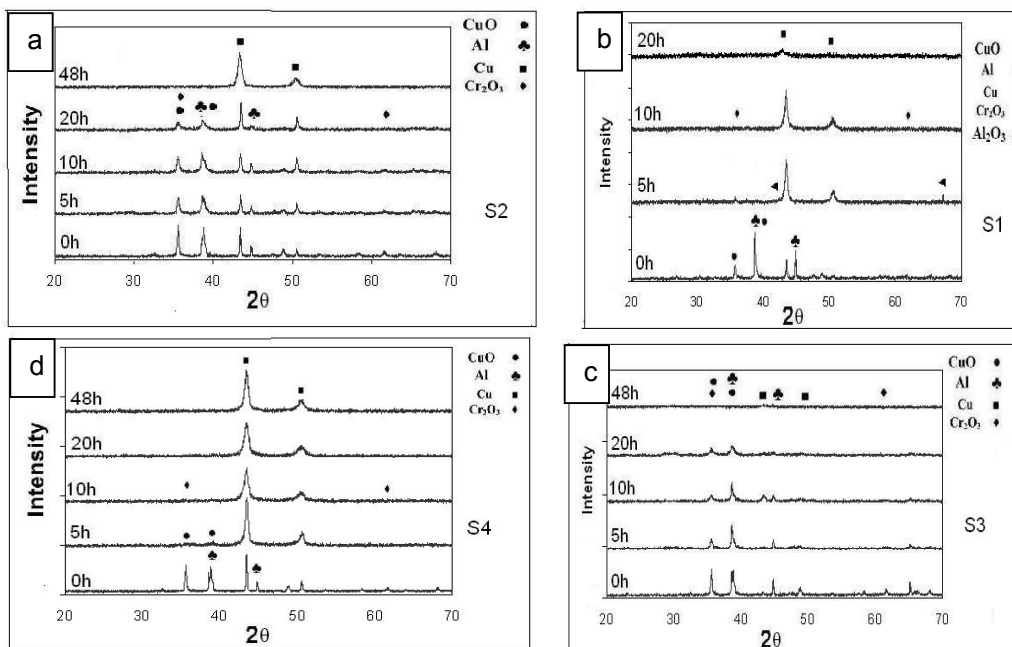 a
CuO ●
Al ♣
Cu ■
Cr₂O₃ ♦
48h
20h
10h
5h
0h
S2
Intensity
20 30 40 50 60 70
2θ
b
CuO
Al
Cu
Cr₂O₃
Al₂O₃
20h
10h
5h
0h
S1
Intensity
20 30 40 50 60 70
2θ
d
CuO ●
Al ♣
Cu ■
Cr₂O₃ ♦
48h
20h
10h
5h
0h
S4
Intensity
20 30 40 50 60 70
2θ
c
CuO ●
Al ♣
Cu ■
Cr₂O₃ ♦
48h
20h
10h
5h
0h
S3
Intensity
20 30 40 50 60 70
2θ